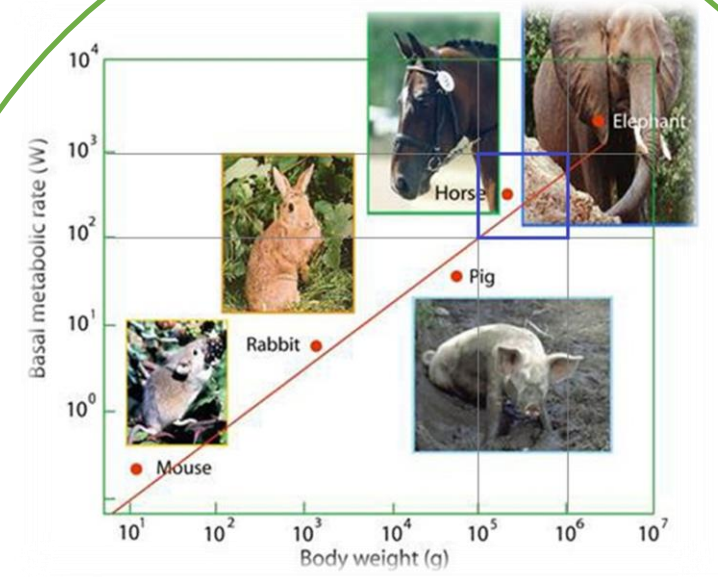 10⁴
10³
10²
10¹
10⁰
Basal metabolic rate (W)
Elephant
Horse
Pig
Rabbit
Mouse
10¹ 10² 10³ 10⁴ 10⁵ 10⁶ 10⁷
Body weight (g)